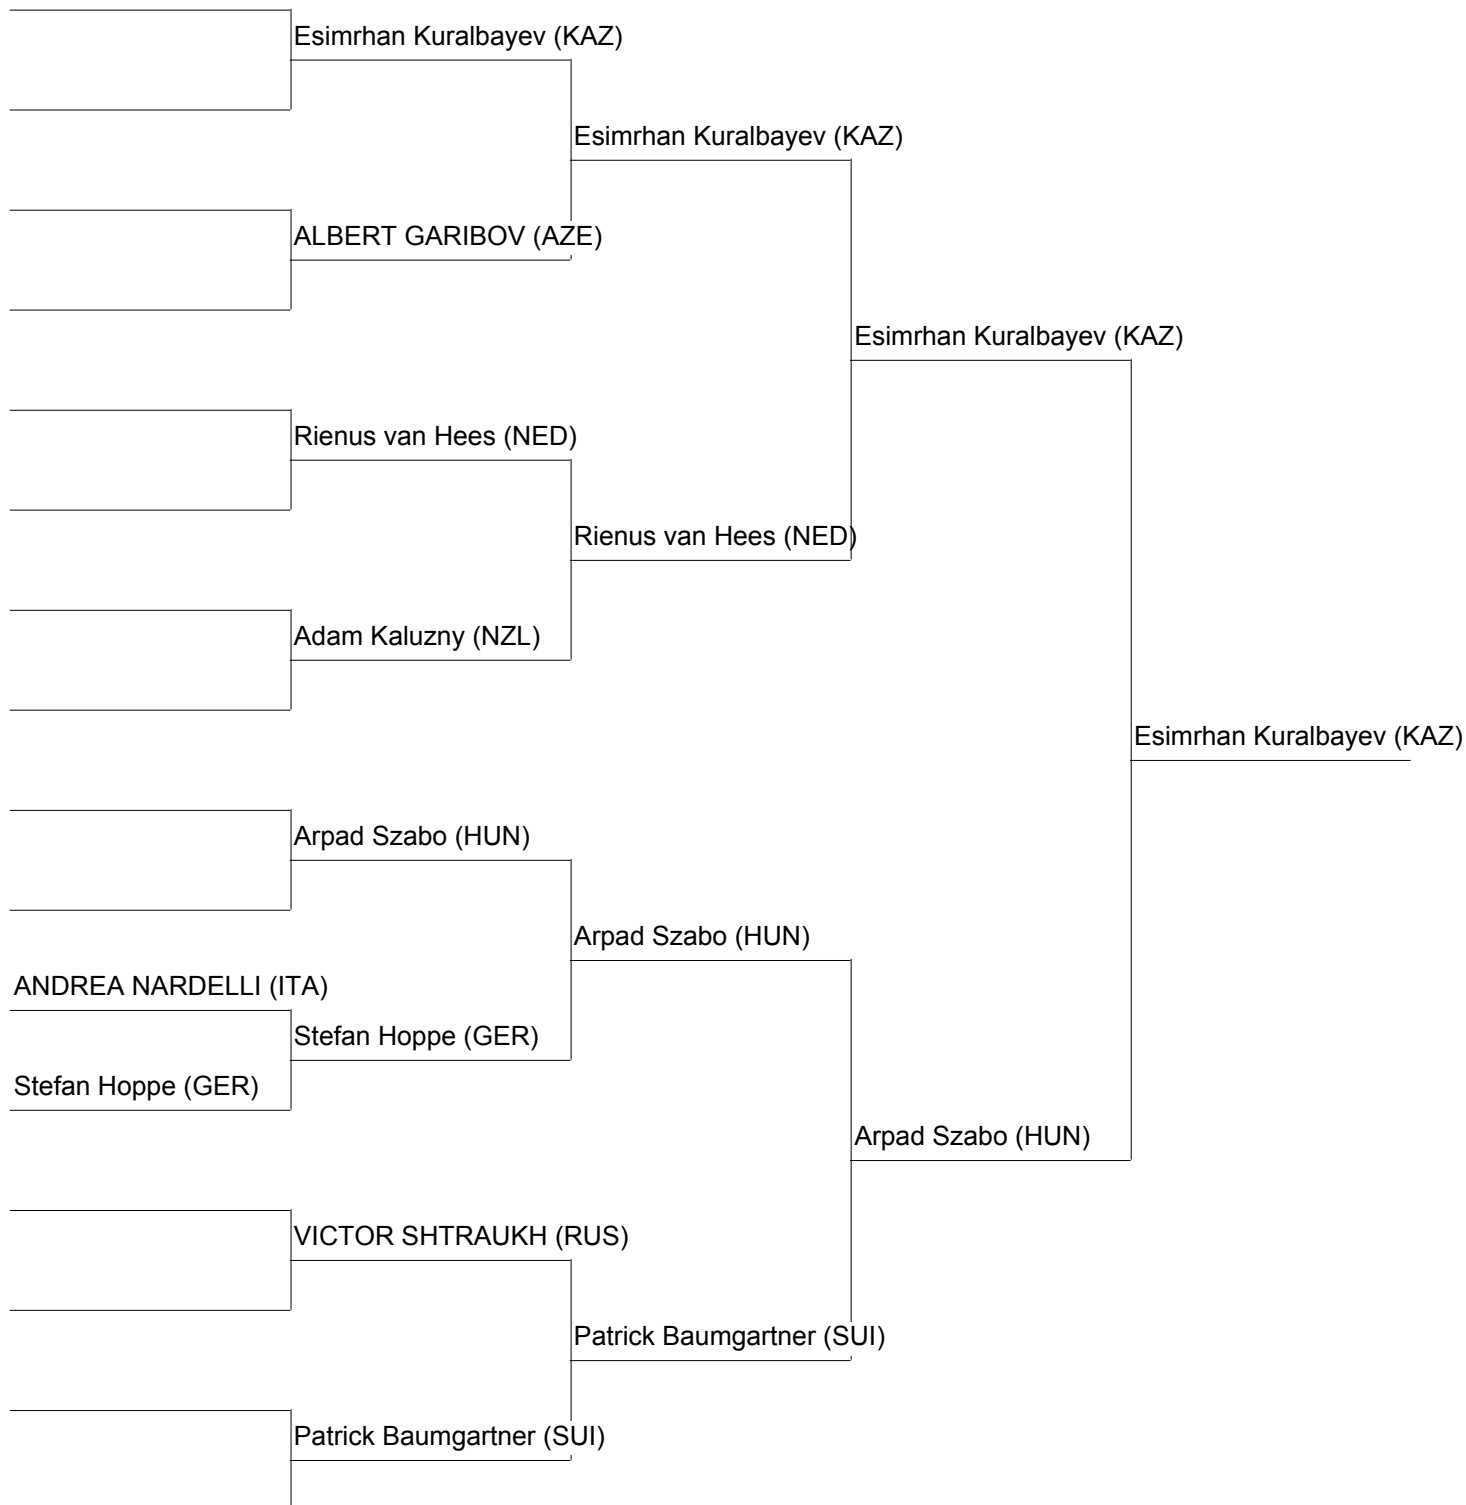 Esimrhan Kuralbayev (KAZ)
Esimrhan Kuralbayev (KAZ)
ALBERT GARIBOV (AZE)
Esimrhan Kuralbayev (KAZ)
Rienus van Hees (NED)
Rienus van Hees (NED)
Adam Kaluzny (NZL)
Esimrhan Kuralbayev (KAZ)
Arpad Szabo (HUN)
Arpad Szabo (HUN)
ANDREA NARDELLI (ITA)
Stefan Hoppe (GER)
Stefan Hoppe (GER)
Arpad Szabo (HUN)
VICTOR SHTRAUKH (RUS)
Patrick Baumgartner (SUI)
Patrick Baumgartner (SUI)